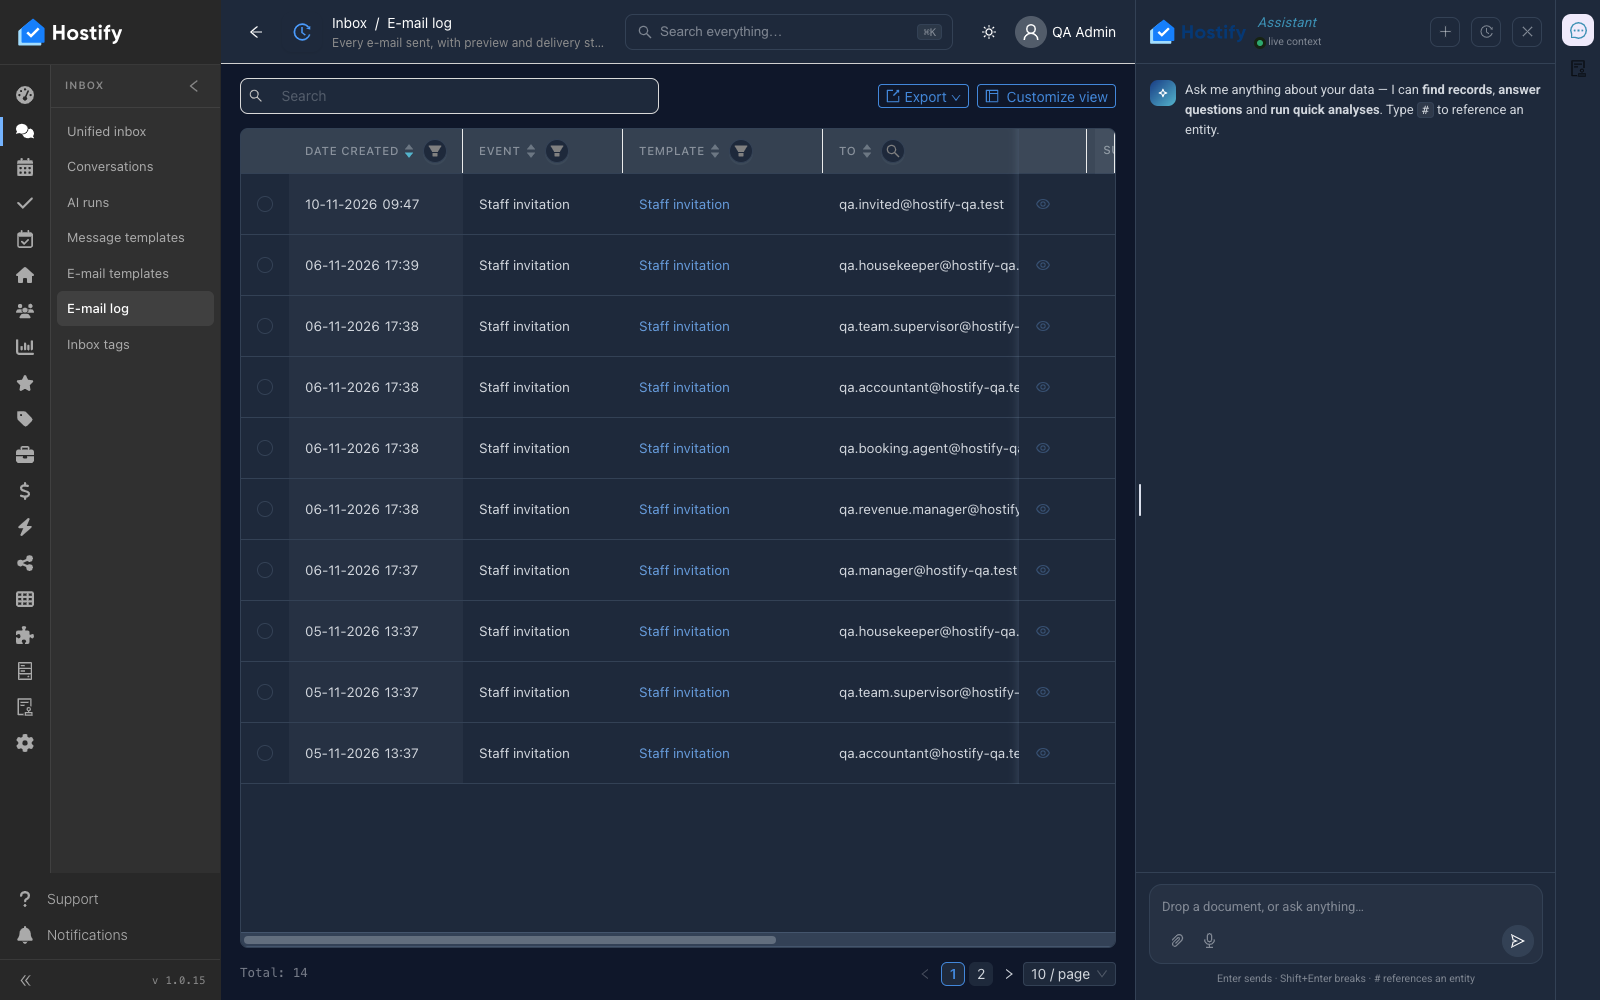 Hostify
INBOX
Unified inbox
Conversations
AI runs
Message templates
E-mail templates
E-mail log
Inbox tags
Support
Notifications
v 1.0.15
Inbox / E-mail log
Every e-mail sent, with preview and delivery st...
Search everything...
⌘K
QA Admin
Search
Export
Customize view
DATE CREATED EVENT TEMPLATE TO SU
10-11-2026 09:47 Staff invitation Staff invitation qa.invited@hostify-qa.test
06-11-2026 17:39 Staff invitation Staff invitation qa.housekeeper@hostify-qa.
06-11-2026 17:38 Staff invitation Staff invitation qa.team.supervisor@hostify-
06-11-2026 17:38 Staff invitation Staff invitation qa.accountant@hostify-qa.te
06-11-2026 17:38 Staff invitation Staff invitation qa.booking.agent@hostify-qa
06-11-2026 17:38 Staff invitation Staff invitation qa.revenue.manager@hostify
06-11-2026 17:37 Staff invitation Staff invitation qa.manager@hostify-qa.test
05-11-2026 13:37 Staff invitation Staff invitation qa.housekeeper@hostify-qa.
05-11-2026 13:37 Staff invitation Staff invitation qa.team.supervisor@hostify-
05-11-2026 13:37 Staff invitation Staff invitation qa.accountant@hostify-qa.te
Total: 14
1 2
10 / page
Hostify
Assistant
live context
Ask me anything about your data — I can find records, answer
questions and run quick analyses. Type # to reference an
entity.
Drop a document, or ask anything...
Enter sends · Shift+Enter breaks · # references an entity